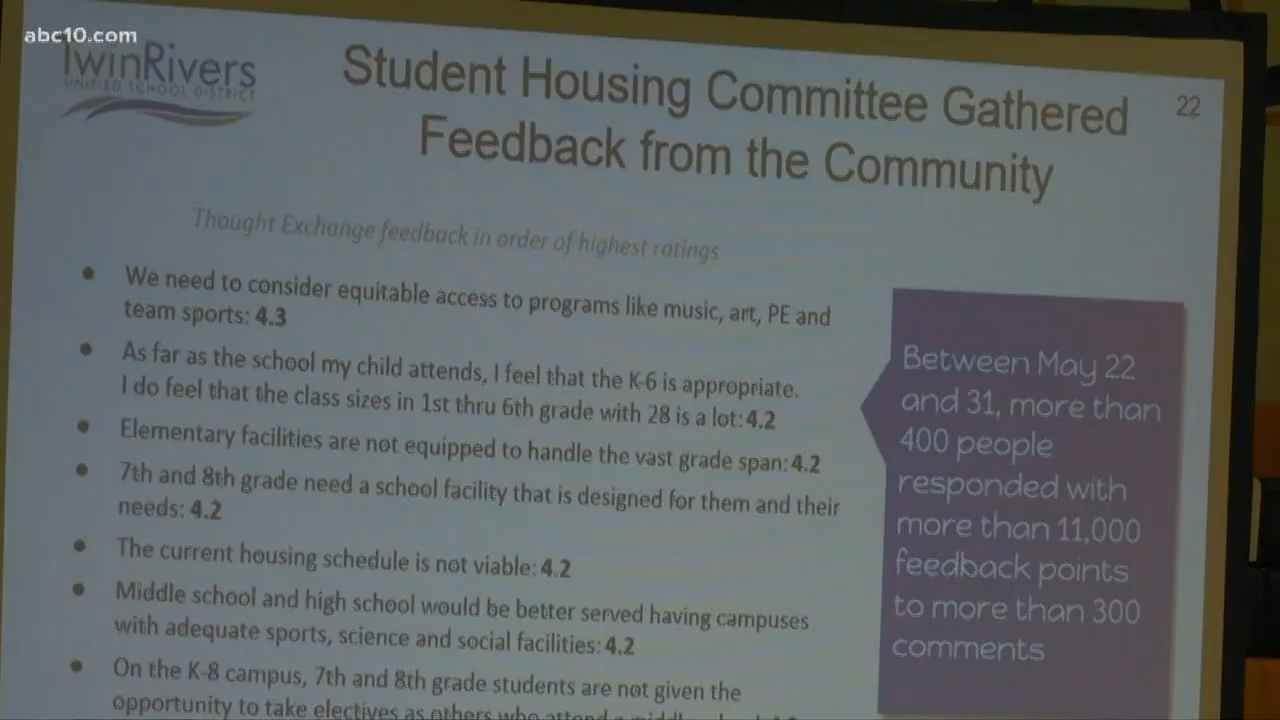 abc10.com
TwinRivers
UNIFIED SCHOOL DISTRICT
Student Housing Committee Gathered
Feedback from the Community
22
Thought Exchange feedback in order of highest ratings
• We need to consider equitable access to programs like music, art, PE and
team sports: 4.3
• As far as the school my child attends, I feel that the K-6 is appropriate.
I do feel that the class sizes in 1st thru 6th grade with 28 is a lot: 4.2
• Elementary facilities are not equipped to handle the vast grade span: 4.2
• 7th and 8th grade need a school facility that is designed for them and their
needs: 4.2
• The current housing schedule is not viable: 4.2
• Middle school and high school would be better served having campuses
with adequate sports, science and social facilities: 4.2
• On the K-8 campus, 7th and 8th grade students are not given the
opportunity to take electives as others who attend a
Between May 22
and 31, more than
400 people
responded with
more than 11,000
feedback points
to more than 300
comments